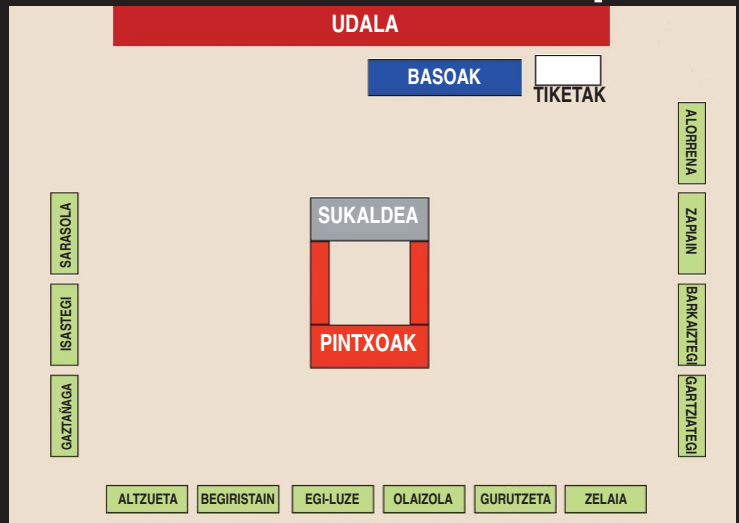 UDALA
BASOAK
TIKETAK
ALORRENA
SARASOLA
SUKALDEA
ZAPIAIN
ISASTEGI
BARKAIZTEGI
PINTXOAK
GAZTAÑAGA
GARTZIATEGI
ALTZUETA
BEGIRISTAIN
EGI-LUZE
OLAIZOLA
GURUTZETA
ZELAIA